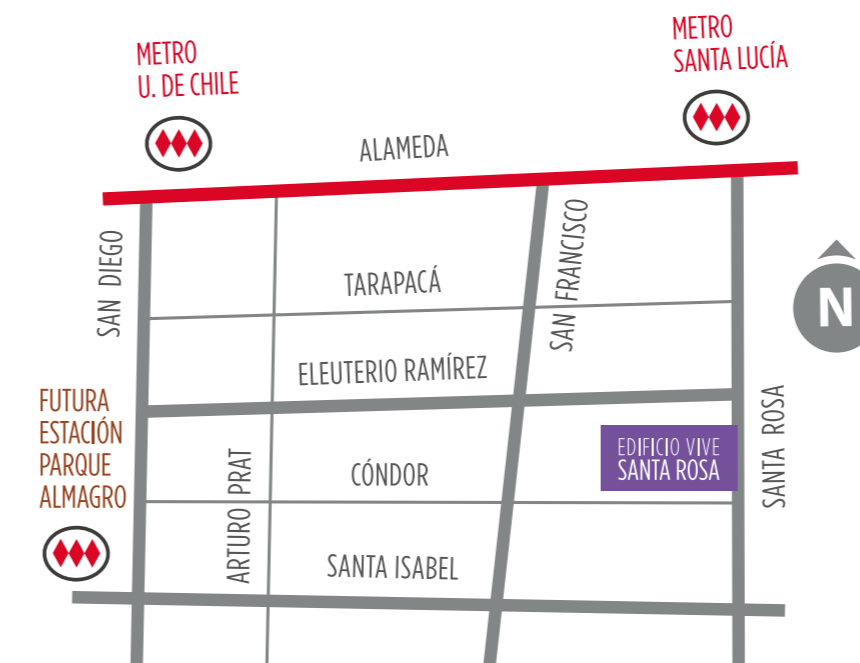 METRO
U. DE CHILE
METRO
SANTA LUCÍA
ALAMEDA
SAN DIEGO
SAN FRANCISCO
TARAPACÁ
N
ELEUTERIO RAMÍREZ
FUTURA
ESTACIÓN
PARQUE
ALMAGRO
ARTURO PRAT
CÓNDOR
EDIFICIO VIVE
SANTA ROSA
SANTA ROSA
SANTA ISABEL